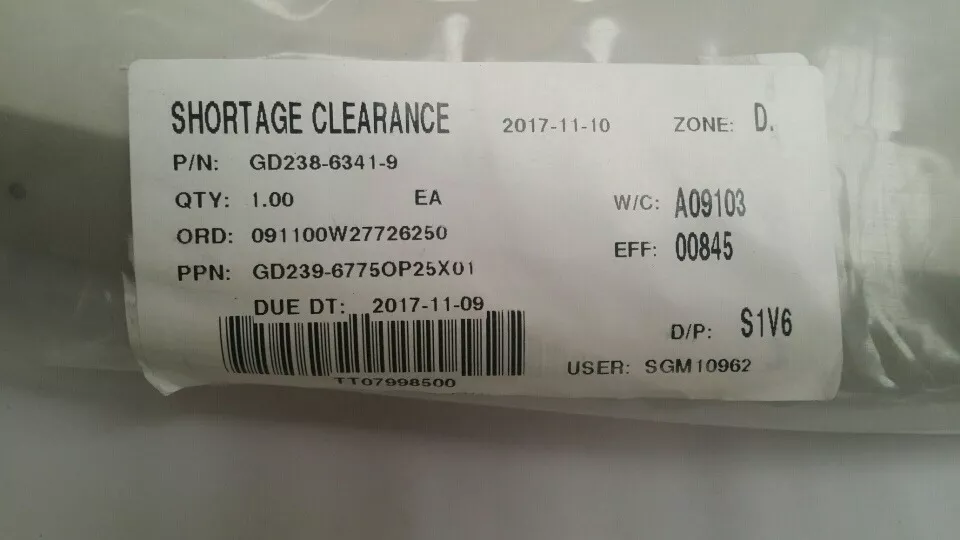 SHORTAGE CLEARANCE 2017-11-10 ZONE: D.
P/N: GD238-6341-9
QTY: 1.00 EA W/C: A09103
ORD: 091100W27726250 EFF: 00845
PPN: GD239-6775OP25X01
DUE DT: 2017-11-09
D/P: S1V6
TT07998500 USER: SGM10962